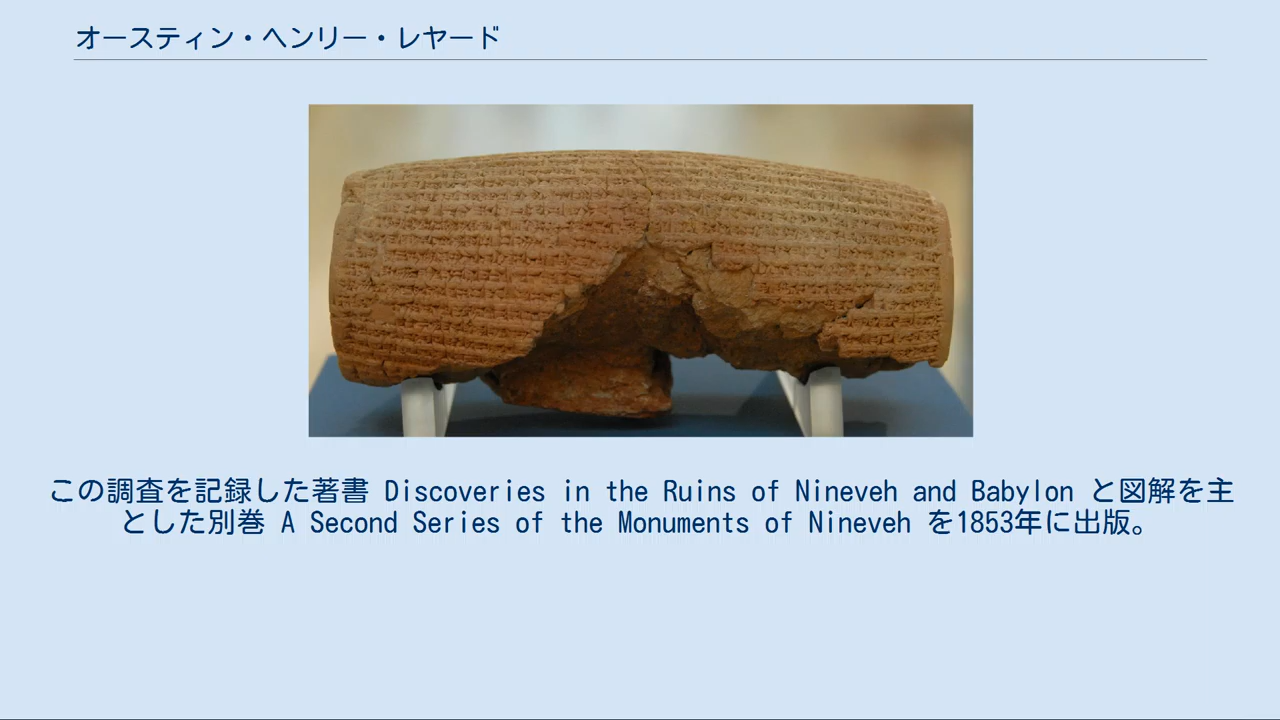 オースティン・ヘンリー・レヤード
この調査を記録した著書 Discoveries in the Ruins of Nineveh and Babylon と図解を主
とした別巻 A Second Series of the Monuments of Nineveh を1853年に出版。